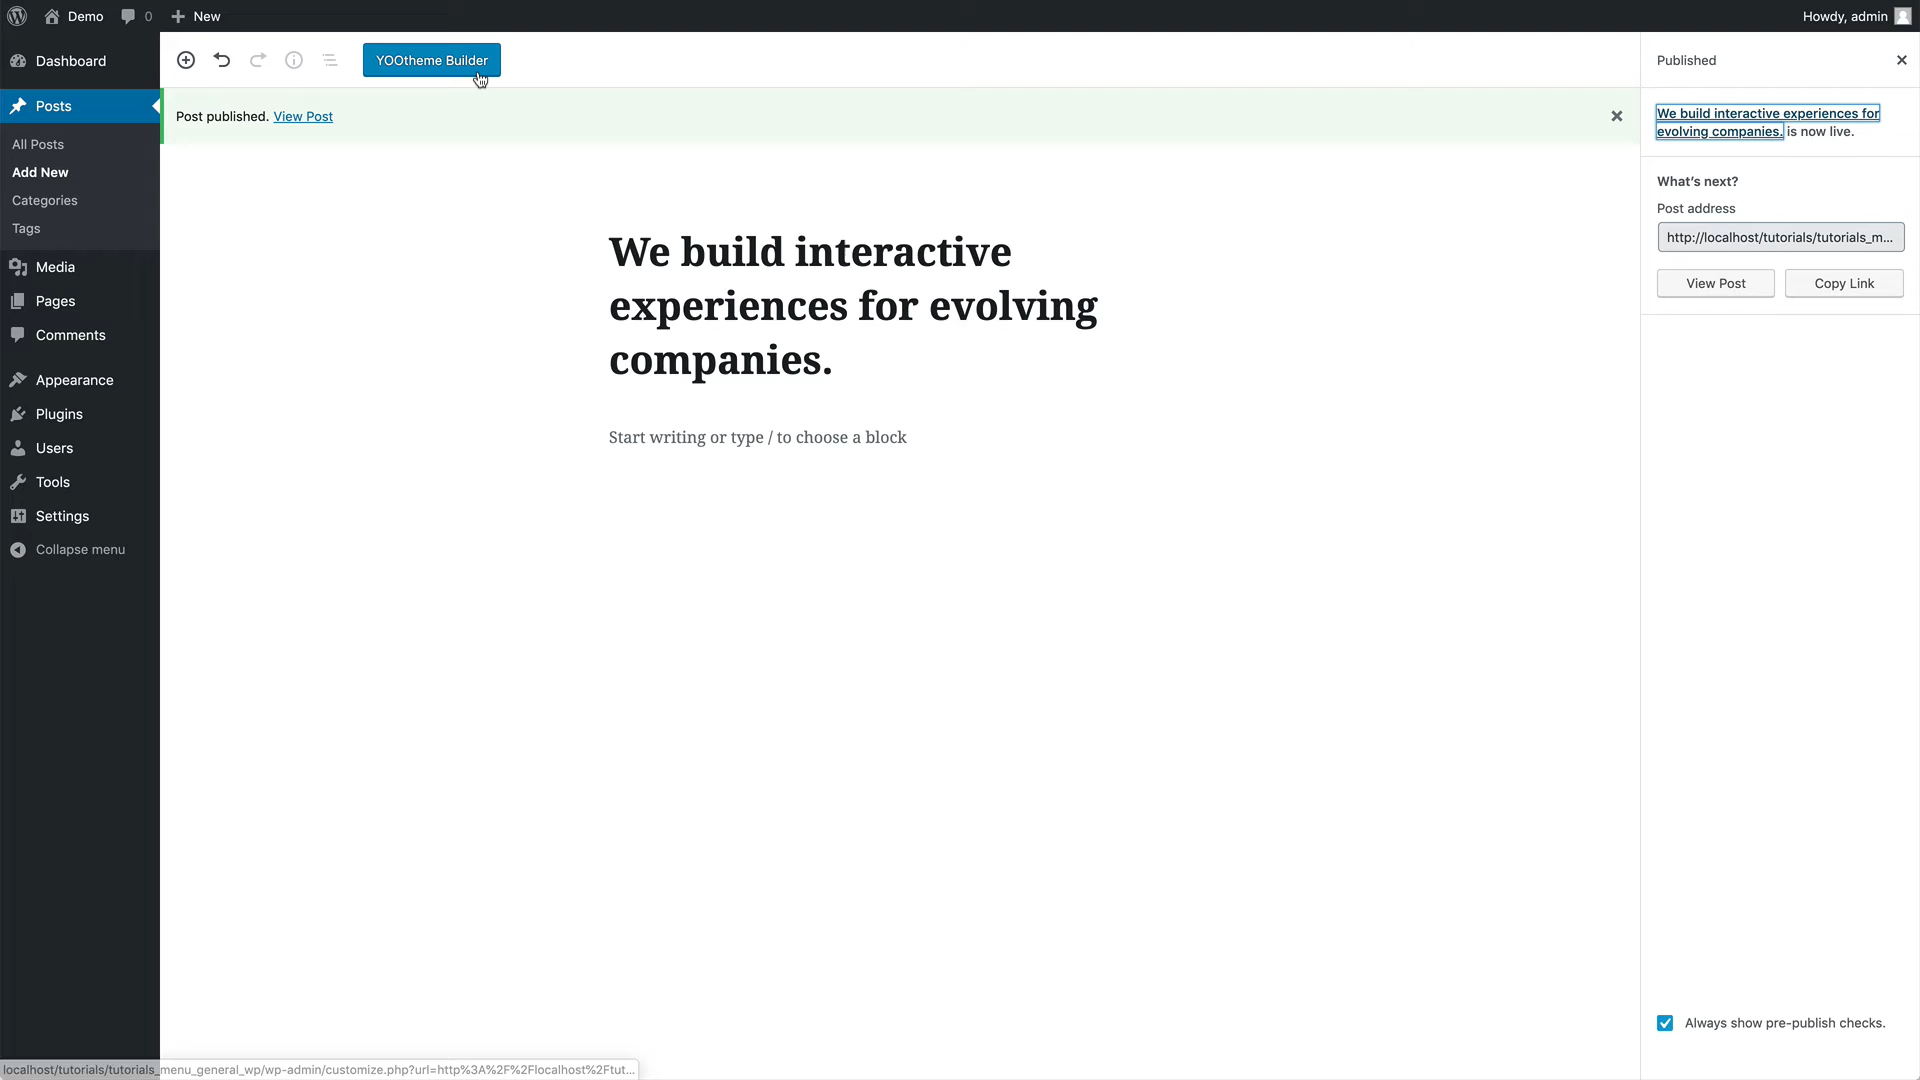 Demo
0
New
Howdy, admin
Dashboard
Posts
All Posts
Add New
Categories
Tags
Media
Pages
Comments
Appearance
Plugins
Users
Tools
Settings
Collapse menu
YOOtheme Builder
Post published. View Post
We build interactive
experiences for evolving
companies.
Start writing or type / to choose a block
Published
We build interactive experiences for
evolving companies. is now live.
What's next?
Post address
http://localhost/tutorials/tutorials_m...
View Post
Copy Link
Always show pre-publish checks.
localhost/tutorials/tutorials_menu_general_wp/wp-admin/customize.php?url=http%3A%2F%2Flocalhost%2Ftut...